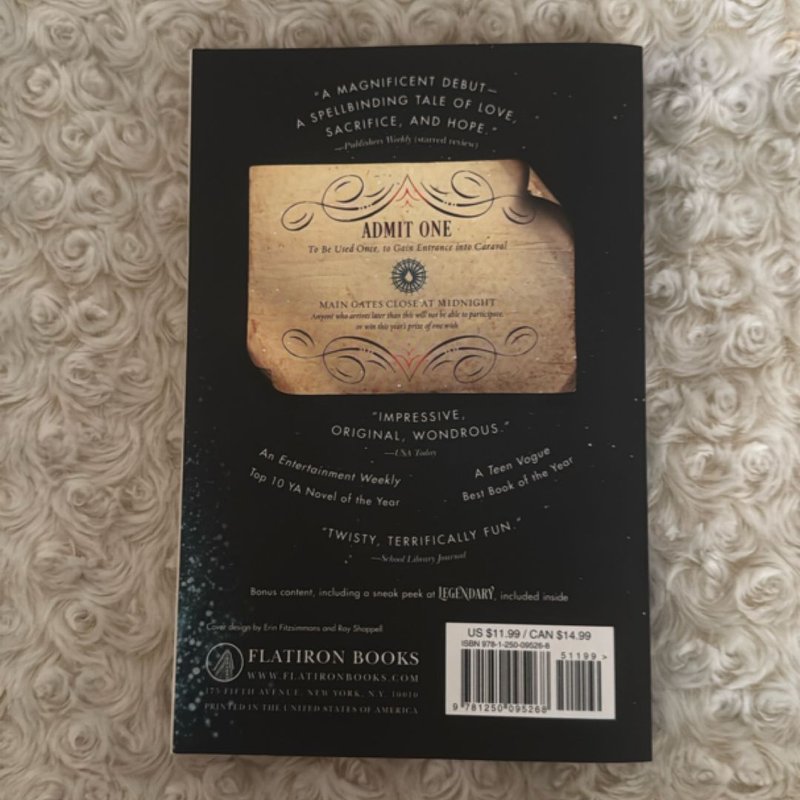 "A MAGNIFICENT DEBUT—
A SPELLBINDING TALE OF LOVE,
SACRIFICE, AND HOPE."
—Publishers Weekly (starred review)
ADMIT ONE
To Be Used Once, to Gain Entrance into Caraval
MAIN GATES CLOSE AT MIDNIGHT
Anyone who arrives later than this will not be able to participate,
or win this year's prize of one wish
"IMPRESSIVE,
ORIGINAL, WONDROUS."
—USA Today
An Entertainment Weekly
Top 10 YA Novel of the Year
A Teen Vogue
Best Book of the Year
"TWISTY, TERRIFICALLY FUN."
—School Library Journal
Bonus content, including a sneak peek at LEGENDARY, included inside
Cover design by Erin Fitzsimmons and Ray Shappell
FLATIRON BOOKS
WWW.FLATIRONBOOKS.COM
175 FIFTH AVENUE, NEW YORK, N.Y. 10010
PRINTED IN THE UNITED STATES OF AMERICA
US $11.99 / CAN $14.99
ISBN 978-1-250-09526-8
51199>
9 781250 095268